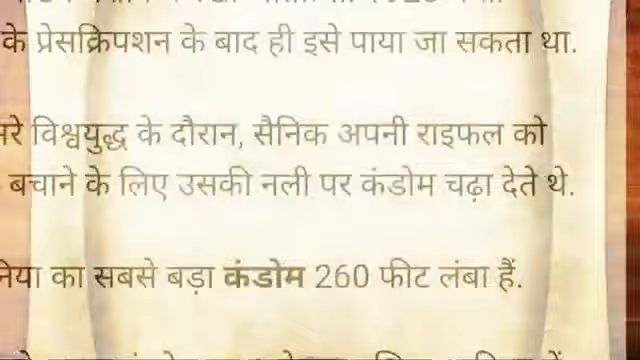 के प्रेसक्रिपशन के बाद ही इसे पाया जा सकता था.
विश्वयुद्ध के दौरान, सैनिक अपनी राइफल को
बचाने के लिए उसकी नली पर कंडोम चढ़ा देते थे.
का सबसे बड़ा कंडोम 260 फीट लंबा हैं.